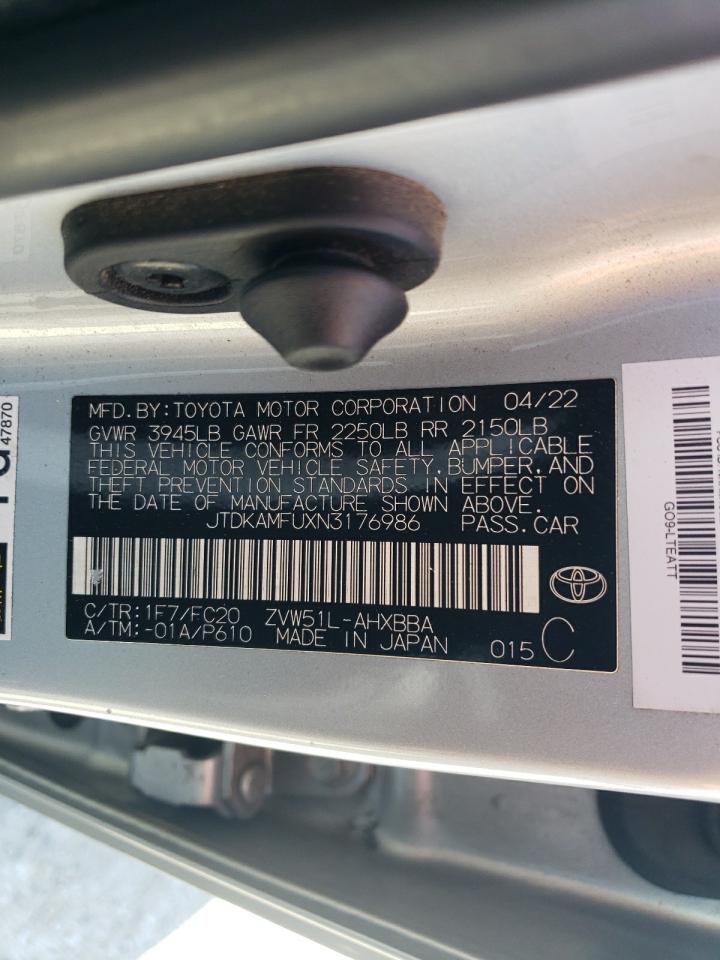 MFD.BY:TOYOTA MOTOR CORPORATION 04/22
GVWR 3945LB GAWR FR 2250LB RR 2150LB
THIS VEHICLE CONFORMS TO ALL APPLICABLE
FEDERAL MOTOR VEHICLE SAFETY,BUMPER,AND
THEFT PREVENTION STANDARDS IN EFFECT ON
THE DATE OF MANUFACTURE SHOWN ABOVE.
JTDKAMFUXN3176986 PASS.CAR
C/TR:1F7/FC20 ZVW51L-AHXBBA
A/TM:-01A/P610 MADE IN JAPAN 015 C
47870
GO9-LTEATT